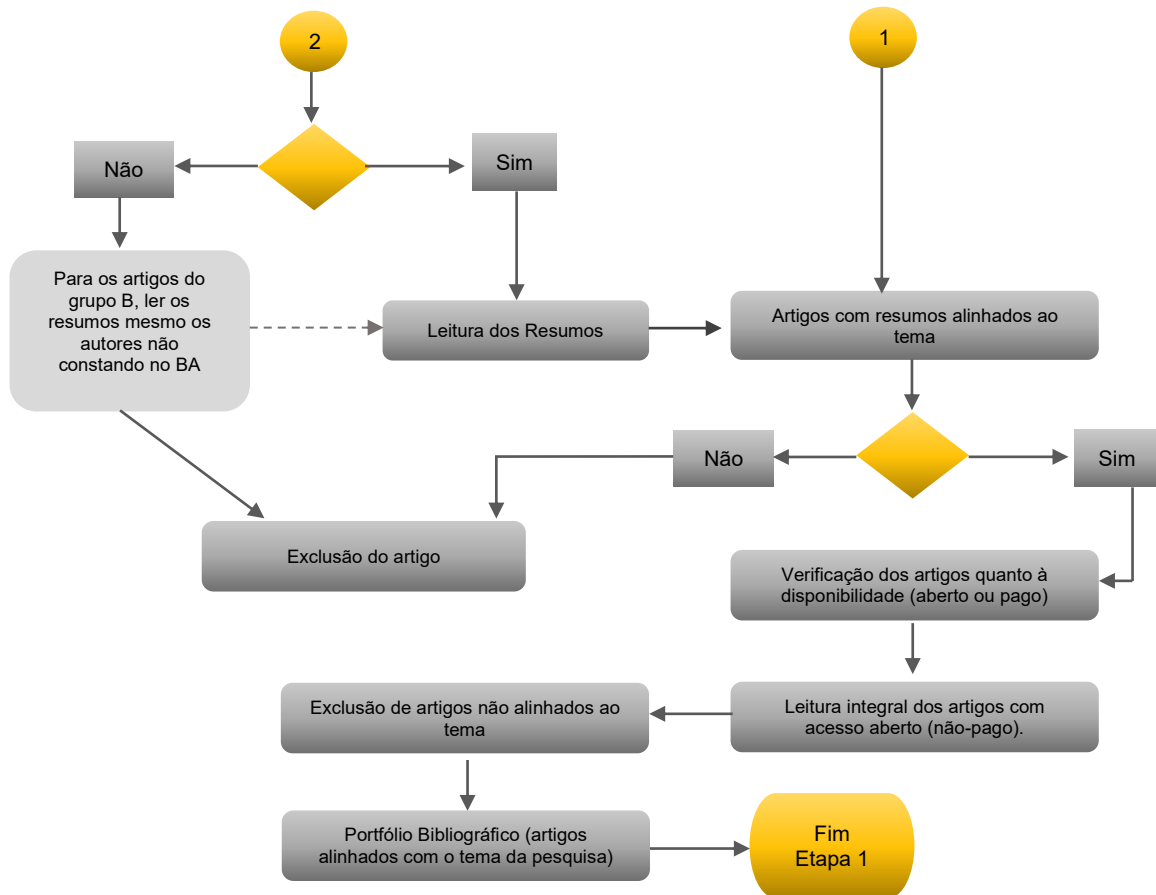 2
1
Não
Sim
Para os artigos do
grupo B, ler os
resumos mesmo os
autores não
constando no BA
Leitura dos Resumos
Artigos com resumos alinhados ao
tema
Não
Sim
Exclusão do artigo
Verificação dos artigos quanto à
disponibilidade (aberto ou pago)
Exclusão de artigos não alinhados ao
tema
Leitura integral dos artigos com
acesso aberto (não-pago).
Portfólio Bibliográfico (artigos
alinhados com o tema da pesquisa)
Fim
Etapa 1